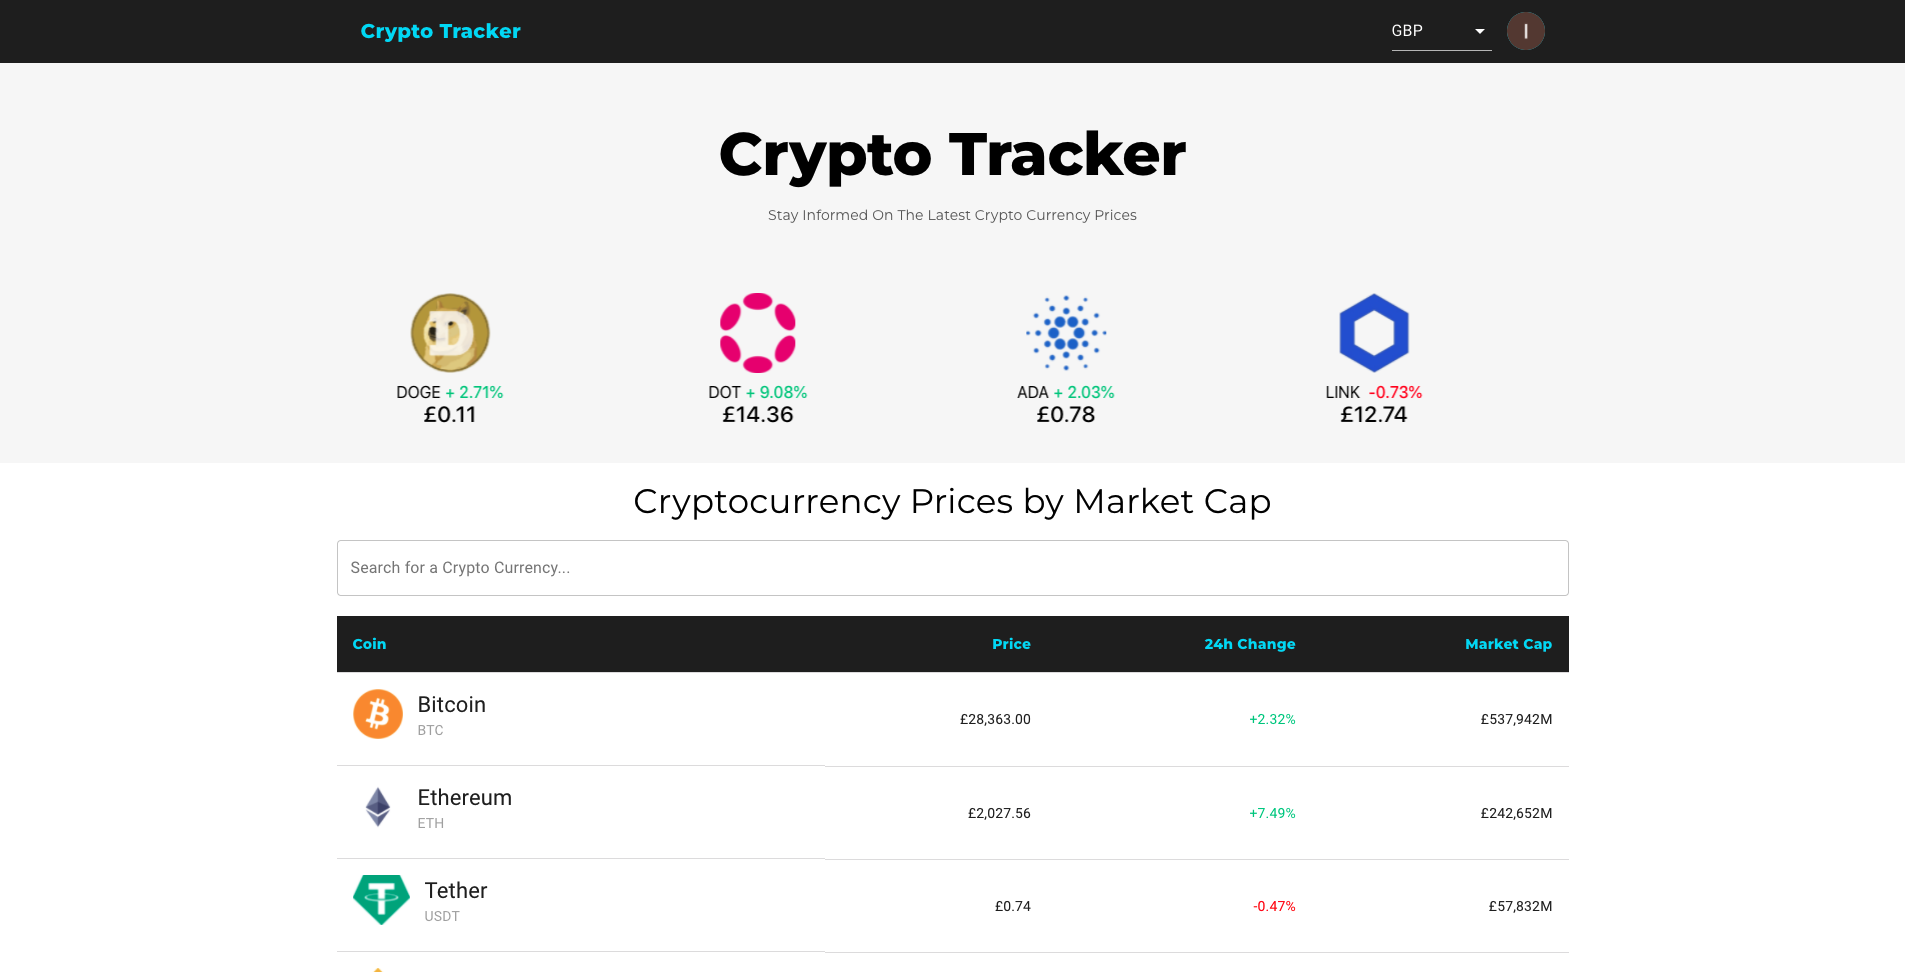 Crypto Tracker
GBP
I
Crypto Tracker
Stay Informed On The Latest Crypto Currency Prices
DOGE + 2.71%
£0.11
DOT + 9.08%
£14.36
ADA + 2.03%
£0.78
LINK -0.73%
£12.74
Cryptocurrency Prices by Market Cap
Search for a Crypto Currency...
Coin Price 24h Change Market Cap
Bitcoin
BTC
£28,363.00 +2.32% £537,942M
Ethereum
ETH
£2,027.56 +7.49% £242,652M
Tether
USDT
£0.74 -0.47% £57,832M